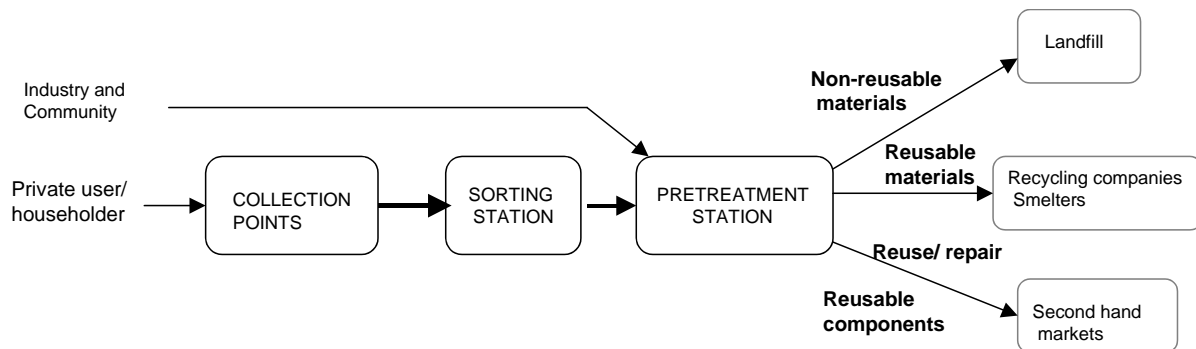 Landfill
Non-reusable
materials
Industry and
Community
Reusable
materials
Private user/
householder
COLLECTION
POINTS
SORTING
STATION
PRETREATMENT
STATION
Recycling companies
Smelters
Reuse/ repair
Reusable
components
Second hand
markets